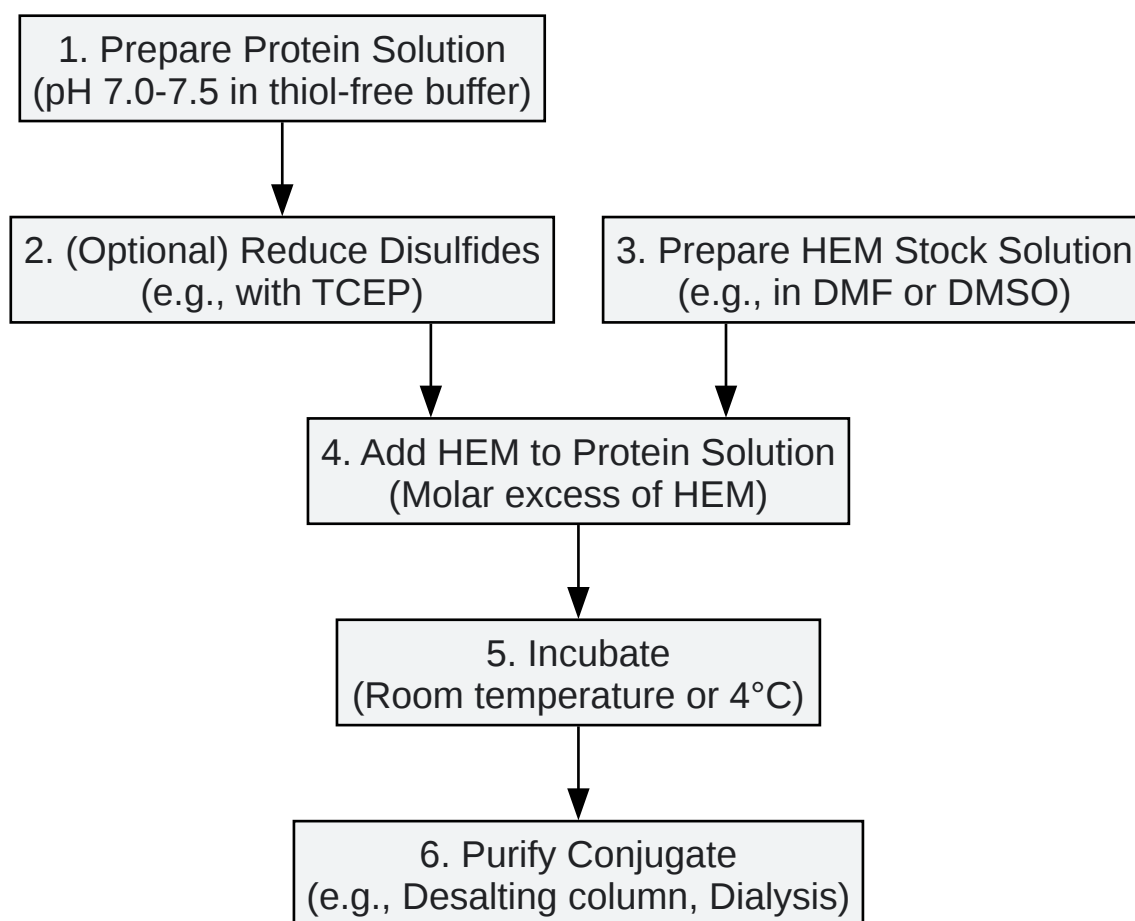 1. Prepare Protein Solution
(pH 7.0-7.5 in thiol-free buffer)
2. (Optional) Reduce Disulfides
(e.g., with TCEP)
3. Prepare HEM Stock Solution
(e.g., in DMF or DMSO)
4. Add HEM to Protein Solution
(Molar excess of HEM)
5. Incubate
(Room temperature or 4°C)
6. Purify Conjugate
(e.g., Desalting column, Dialysis)